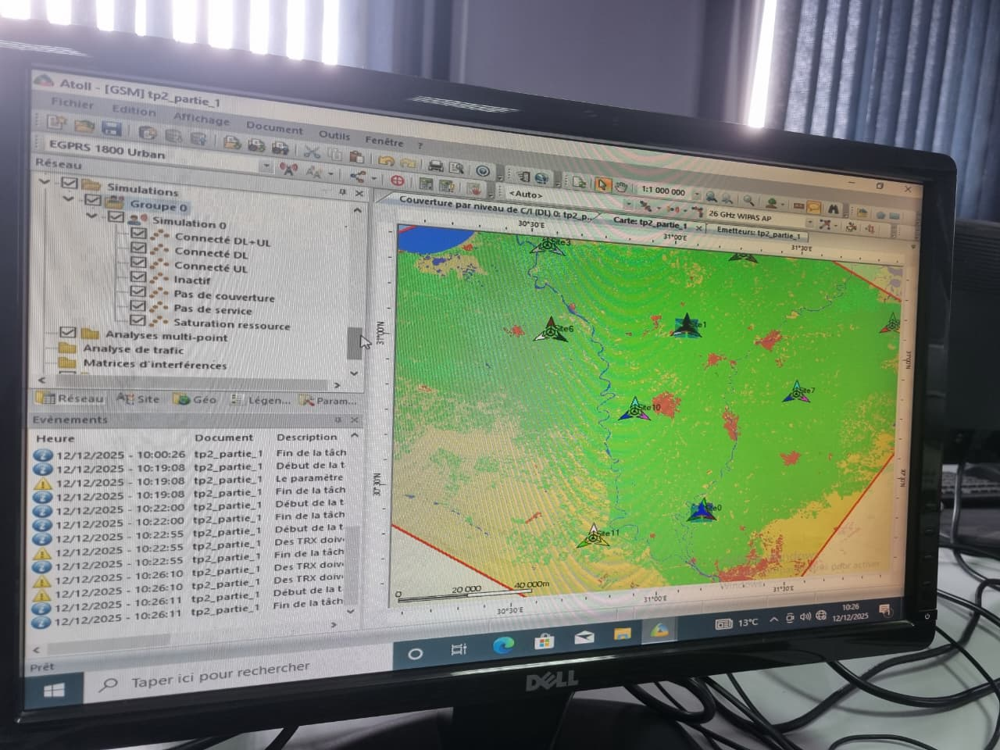 Atoll - [GSM] tp2_partie_1
Fichier Edition Affichage Document Outils Fenêtre ?
EGPRS 1800 Urban
<Auto>
1:1 000 000
26 GHz WIPAS AP
Réseau
Simulations
Groupe 0
Simulation 0
Connecté DL+UL
Connecté DL
Connecté UL
Inactif
Pas de couverture
Pas de service
Saturation ressource
Analyses multi-point
Analyse de trafic
Matrices d'interférences
Réseau Site Géo Légen... Param...
Couverture par niveau de C/I (DL) 0: tp2_p...
Carte: tp2_partie_1
Emetteurs: tp2_partie_1
30°30'E 31°00'E 31°30'E
31°00'N
30°30'N
Site3
Site6
Site1
Site7
Site10
Site0
Site11
0 20 000 40 000m
30°30'E 31°00'E 31°30'E
Windows
Evénements
Heure Document Description
12/12/2025 - 10:00:26 tp2_partie_1 Fin de la tâch
12/12/2025 - 10:19:08 tp2_partie_1 Début de la t
12/12/2025 - 10:19:08 tp2_partie_1 Le paramètre
12/12/2025 - 10:19:08 tp2_partie_1 Fin de la tâch
12/12/2025 - 10:22:00 tp2_partie_1 Début de la t
12/12/2025 - 10:22:00 tp2_partie_1 Fin de la tâch
12/12/2025 - 10:22:55 tp2_partie_1 Début de la t
12/12/2025 - 10:22:55 tp2_partie_1 Des TRX doiv
12/12/2025 - 10:22:55 tp2_partie_1 Fin de la tâch
12/12/2025 - 10:26:10 tp2_partie_1 Des TRX doiv
12/12/2025 - 10:26:10 tp2_partie_1 Des TRX doiv
12/12/2025 - 10:26:11 tp2_partie_1 Début de la t
12/12/2025 - 10:26:11 tp2_partie_1 Fin de la tâch
Prêt
Taper ici pour rechercher
13°C
10:26
12/12/2025
DELL